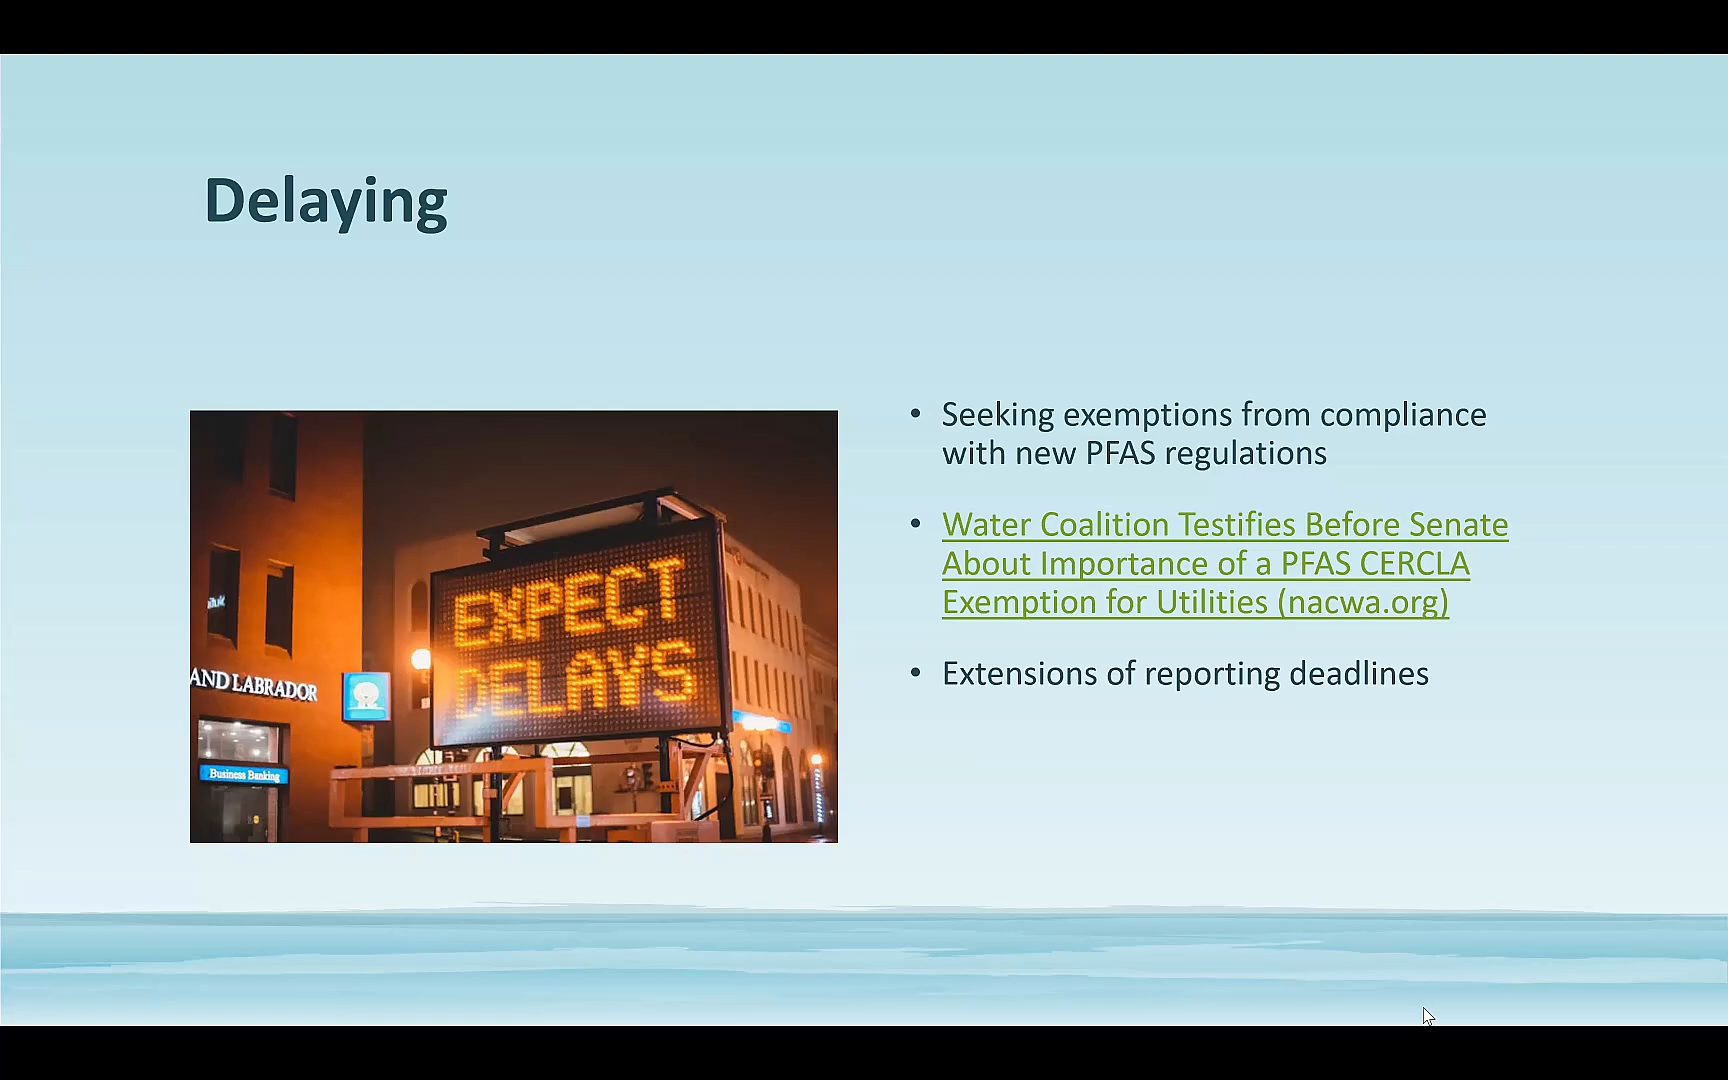 Delaying
• Seeking exemptions from compliance
with new PFAS regulations
• Water Coalition Testifies Before Senate
About Importance of a PFAS CERCLA
Exemption for Utilities (nacwa.org)
• Extensions of reporting deadlines
EXPECT
DELAYS
AND LABRADOR
Business Banking